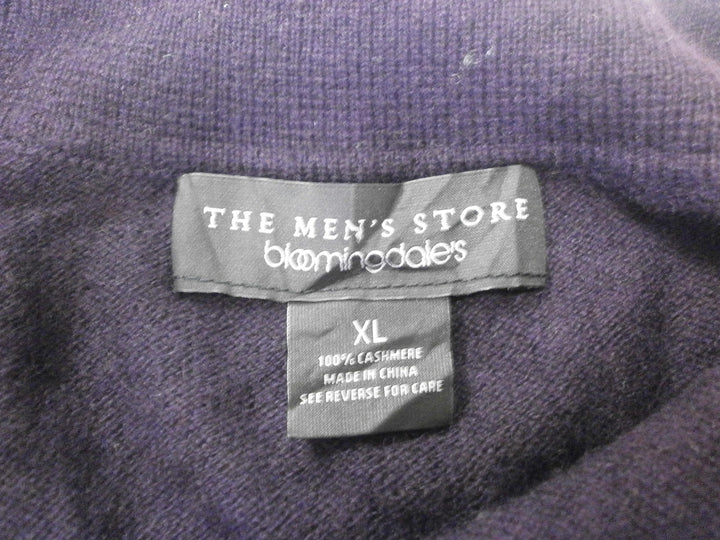 THE MEN'S STORE
bloomingdale's
XL
100% CASHMERE
MADE IN CHINA
SEE REVERSE FOR CARE